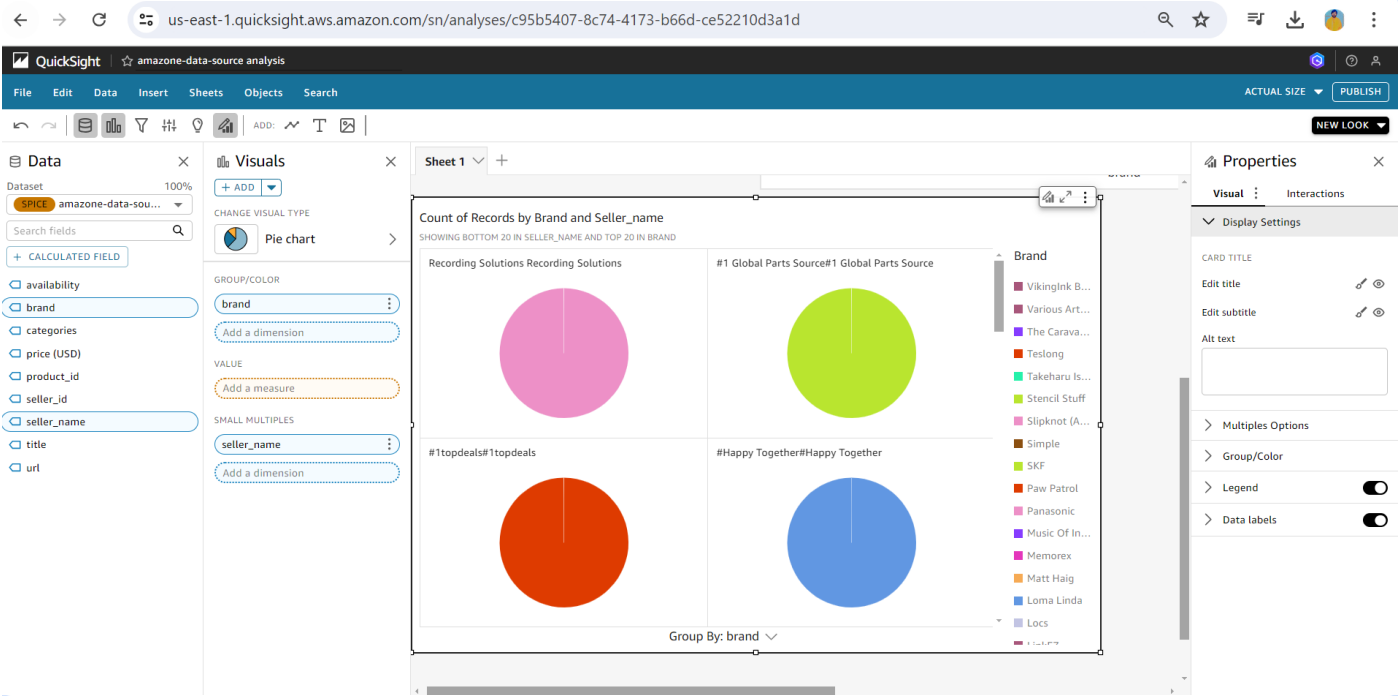 us-east-1.quicksight.aws.amazon.com/sn/analyses/c95b5407-8c74-4173-b66d-ce52210d3a1d
QuickSight
amazone-data-source analysis
File Edit Data Insert Sheets Objects Search
ACTUAL SIZE
PUBLISH
ADD:
NEW LOOK
Data
Dataset
100%
SPICE amazone-data-sou...
Search fields
+ CALCULATED FIELD
availability
brand
categories
price (USD)
product_id
seller_id
seller_name
title
url
Visuals
+ ADD
CHANGE VISUAL TYPE
Pie chart
GROUP/COLOR
brand
Add a dimension
VALUE
Add a measure
SMALL MULTIPLES
seller_name
Add a dimension
Sheet 1
brand
Count of Records by Brand and Seller_name
SHOWING BOTTOM 20 IN SELLER_NAME AND TOP 20 IN BRAND
Recording Solutions Recording Solutions
#1 Global Parts Source#1 Global Parts Source
#1topdeals#1topdeals
#Happy Together#Happy Together
Group By: brand
Brand
VikingInk B...
Various Art...
The Carava...
Teslong
Takeharu Is...
Stencil Stuff
Slipknot (A...
Simple
SKF
Paw Patrol
Panasonic
Music Of In...
Memorex
Matt Haig
Loma Linda
Locs
Properties
Visual
Interactions
Display Settings
CARD TITLE
Edit title
Edit subtitle
Alt text
Multiples Options
Group/Color
Legend
Data labels